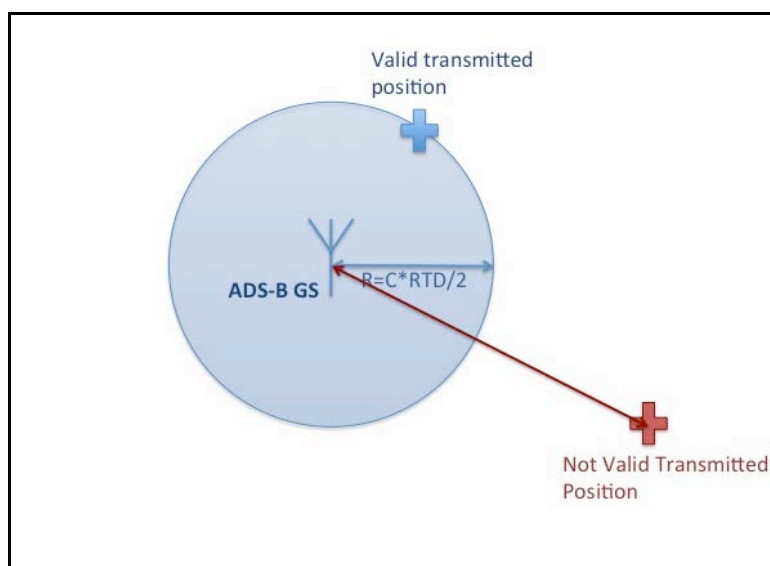 Valid transmitted
position
R=C*RTD/2
ADS-B GS
Not Valid Transmitted
Position